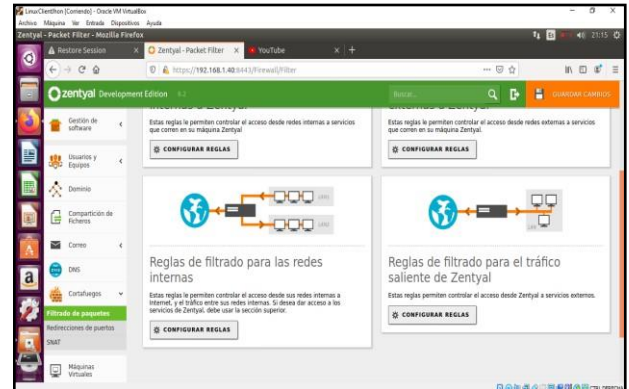 LinuxClientIhon [Corriendo] - Oracle VM VirtualBox
Archivo Máquina Ver Entrada Dispositivos Ayuda
Zentyal - Packet Filter - Mozilla Firefox
21:15
Restore Session
Zentyal - Packet Filter
YouTube
https://192.168.1.40:8443/Firewall/Filter
zentyal Development Edition 6.2
Buscar...
GUARDAR CAMBIOS
Gestión de software
Usuarios y Equipos
Dominio
Compartición de Ficheros
Correo
DNS
Cortafuegos
Filtrado de paquetes
Redirecciones de puertos
SNAT
Máquinas Virtuales
Estas reglas le permiten controlar el acceso desde redes internas a servicios
que corren en su máquina Zentyal
CONFIGURAR REGLAS
Estas reglas le permiten controlar el acceso desde redes externas a servicios
que corren en su máquina Zentyal.
CONFIGURAR REGLAS
Reglas de filtrado para las redes
internas
Estas reglas le permiten controlar el acceso desde sus redes internas a
Internet, y el tráfico entre sus redes internas. Si desea dar acceso a los
servicios de Zentyal, debe usar la sección superior.
CONFIGURAR REGLAS
Reglas de filtrado para el tráfico
saliente de Zentyal
Estas reglas permiten controlar el acceso desde Zentyal a servicios externos.
CONFIGURAR REGLAS
CTRL DERECHA